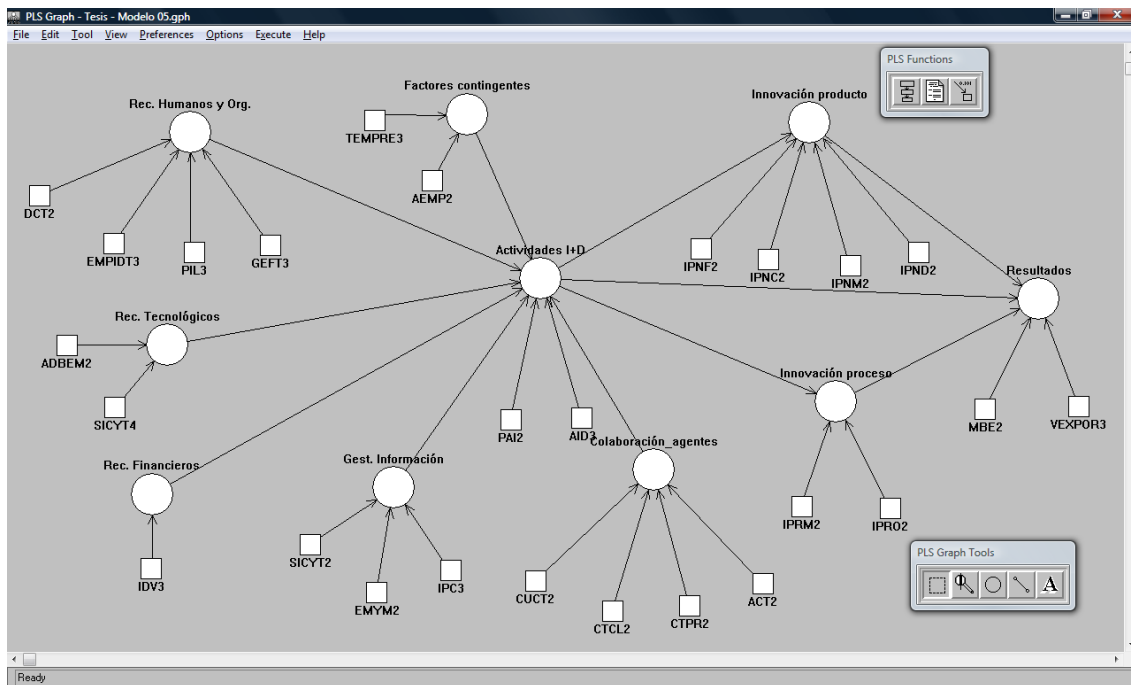 PLS Graph - Tesis - Modelo 05.gph
File Edit Tool View Preferences Options Execute Help
PLS Functions
0.101
Factores contingentes
Rec. Humanos y Org.
Innovación producto
TEMPRE3
AEMP2
DCT2
EMPIDT3
PIL3
GEFT3
Actividades I+D
IPNF2
IPNC2
IPNM2
IPND2
Resultados
Rec. Tecnológicos
ADBEM2
SICYT4
Innovación proceso
MBE2
VEXPOR3
PAI2
AID3
Colaboración_agentes
Rec. Financieros
Gest. Información
IPRM2
IPRO2
SICYT2
IPC3
EMYM2
IDV3
CUCT2
CTCL2
CTPR2
ACT2
PLS Graph Tools
A
Ready